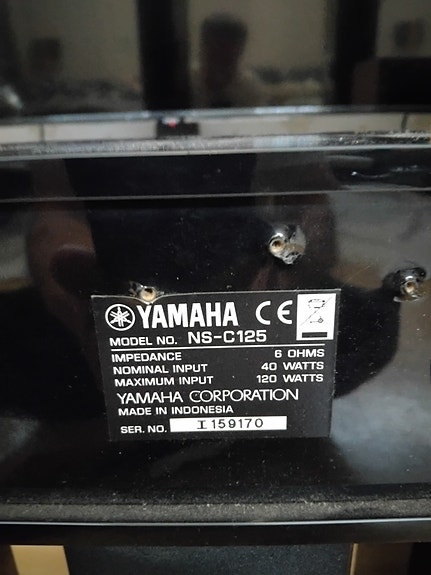 YAMAHA CE
MODEL NO. NS-C125
IMPEDANCE 6 OHMS
NOMINAL INPUT 40 WATTS
MAXIMUM INPUT 120 WATTS
YAMAHA CORPORATION
MADE IN INDONESIA
SER. NO. I 159170